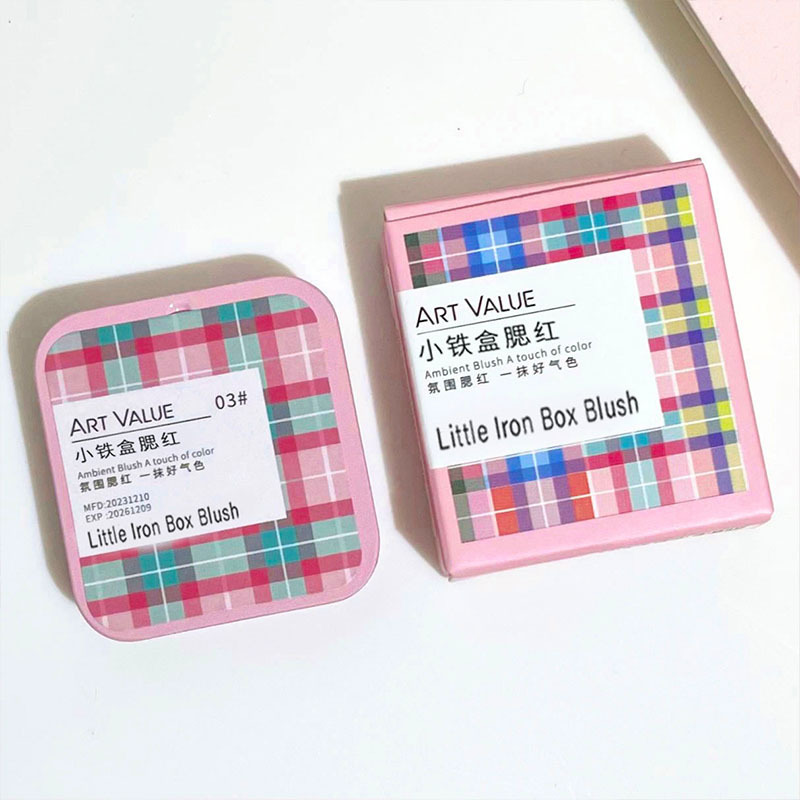 ART VALUE
03#
小铁盒腮红
Ambient Blush A touch of color
氛围腮红 一抹好气色
MFD:20231210
EXP :20261209
Little Iron Box Blush
ART VALUE
小铁盒腮红
Ambient Blush A touch of color
氛围腮红 一抹好气色
Little Iron Box Blush